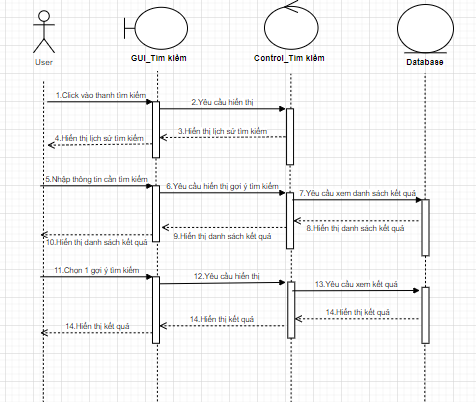 User
GUI_Tìm kiếm
Control_Tìm kiếm
Database
1.Click vào thanh tìm kiếm
2.Yêu cầu hiển thị
3.Hiển thị lịch sử tìm kiếm
4.Hiển thị lịch sử tìm kiếm
5.Nhập thông tin cần tìm kiếm
6.Yêu cầu hiển thị gợi ý tìm kiếm
7.Yêu cầu xem danh sách kết quả
8.Hiển thị danh sách kết quả
9.Hiển thị danh sách kết quả
10.Hiển thị danh sách kết quả
11.Chọn 1 gợi ý tìm kiếm
12.Yêu cầu hiển thị
13.Yêu cầu xem kết quả
14.Hiển thị kết quả
14.Hiển thị kết quả
14.Hiển thị kết quả